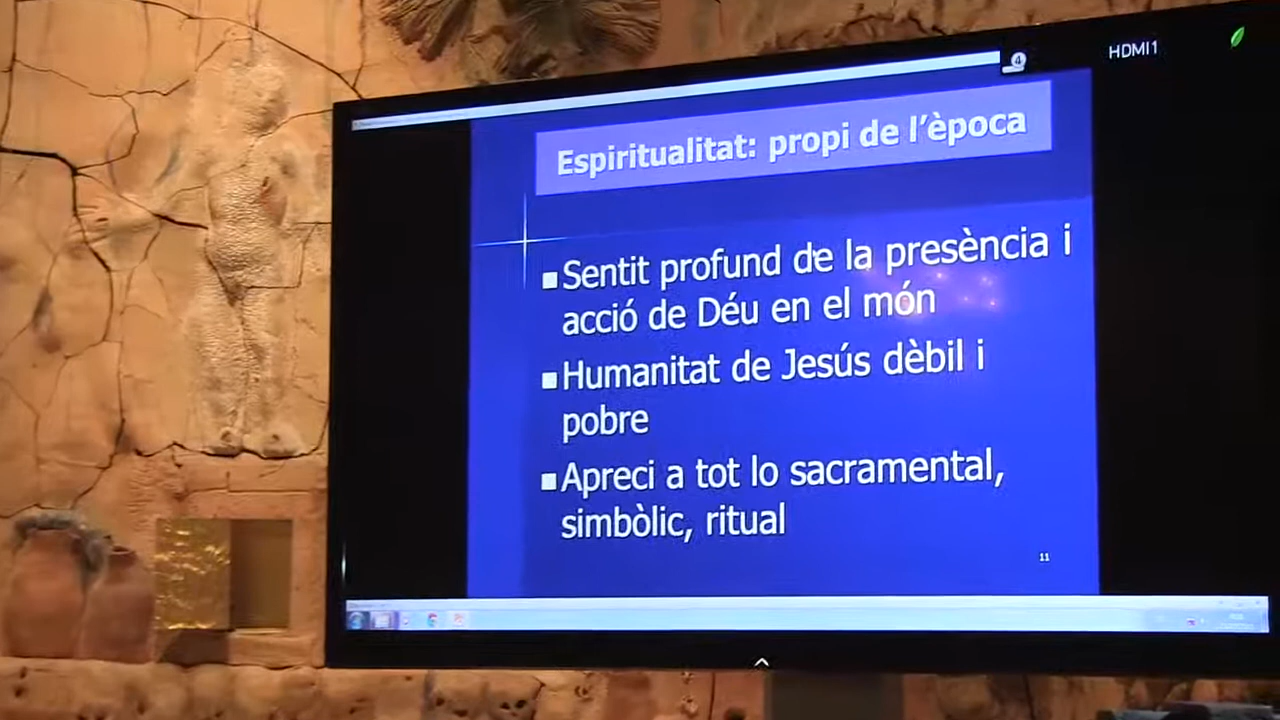 HDMI1
4
Espiritualitat: propi de l'època
Sentit profund de la presència i
acció de Déu en el món
Humanitat de Jesús dèbil i
pobre
Apreci a tot lo sacramental,
simbòlic, ritual
11